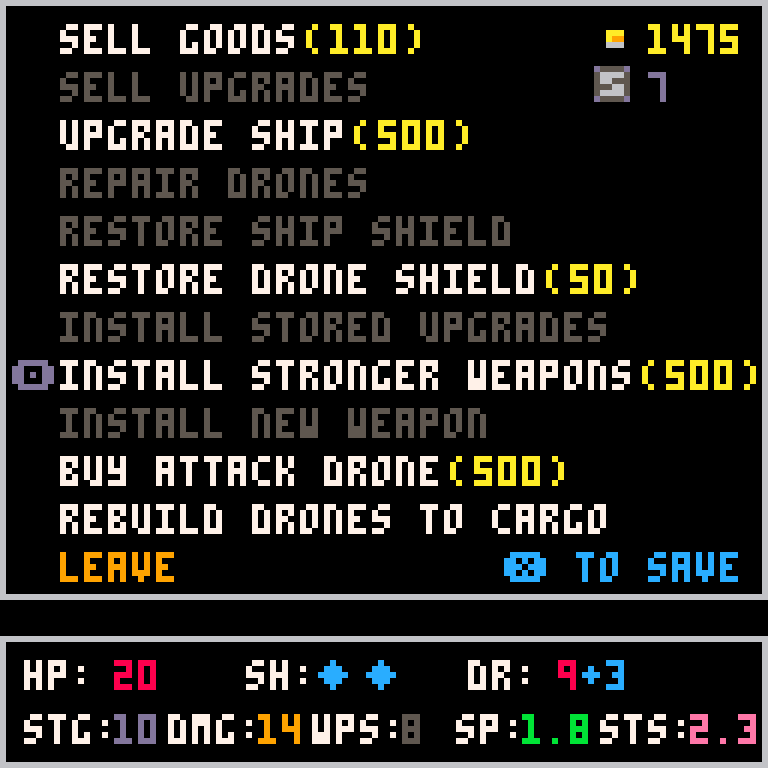 SELL GOODS(110) 1475
SELL UPGRADES 7
UPGRADE SHIP(500)
REPAIR DRONES
RESTORE SHIP SHIELD
RESTORE DRONE SHIELD(50)
INSTALL STORED UPGRADES
INSTALL STRONGER WEAPONS(500)
INSTALL NEW WEAPON
BUY ATTACK DRONE(500)
REBUILD DRONES TO CARGO
LEAVE TO SAVE
HP: 20 SH: DR: 9+3
STG:10 DMG:14 WPS:8 SP:1.8 STS:2.3